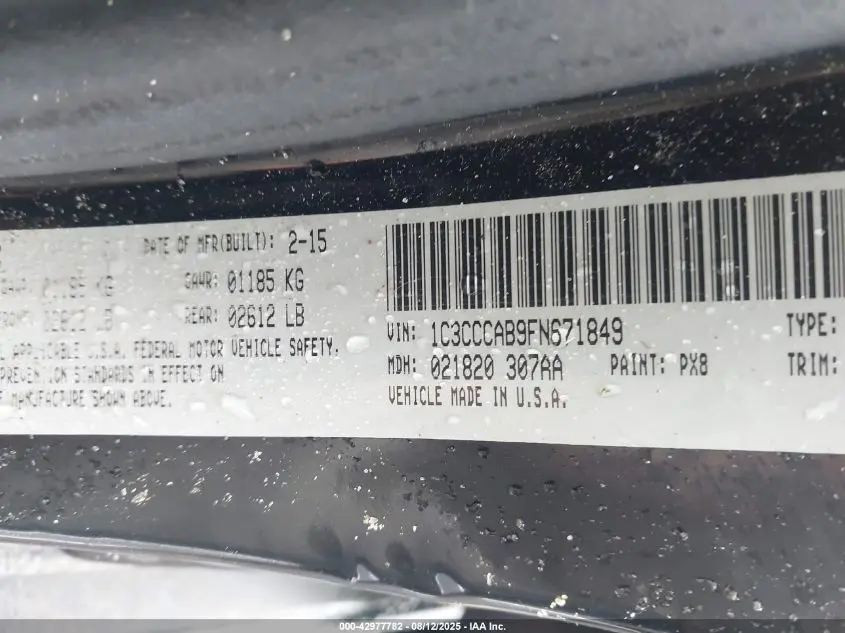 DATE OF MFR(BUILT): 2-15
GAWR: 01185 KG
REAR: 02612 LB
APPLICABLE U.S.A. FEDERAL MOTOR VEHICLE SAFETY.
PREVENTION STANDARDS IN EFFECT ON
MANUFACTURE SHOWN ABOVE.
VIN: 1C3CCCAB9FN671849
TYPE:
MDH: 021820 307AA
PAINT: PX8
TRIM:
VEHICLE MADE IN U.S.A.
000-42977782 - 08/12/2025 - IAA Inc.